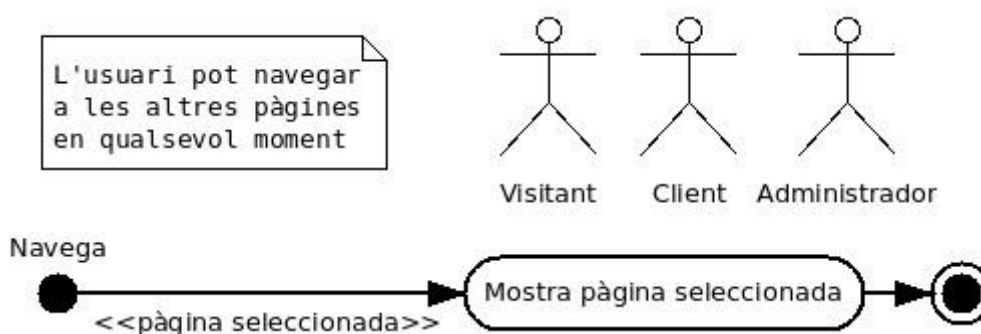 L'usuari pot navegar
a les altres pàgines
en qualsevol moment
Visitant Client Administrador
Navega
Mostra pàgina seleccionada
<<pàgina seleccionada>>